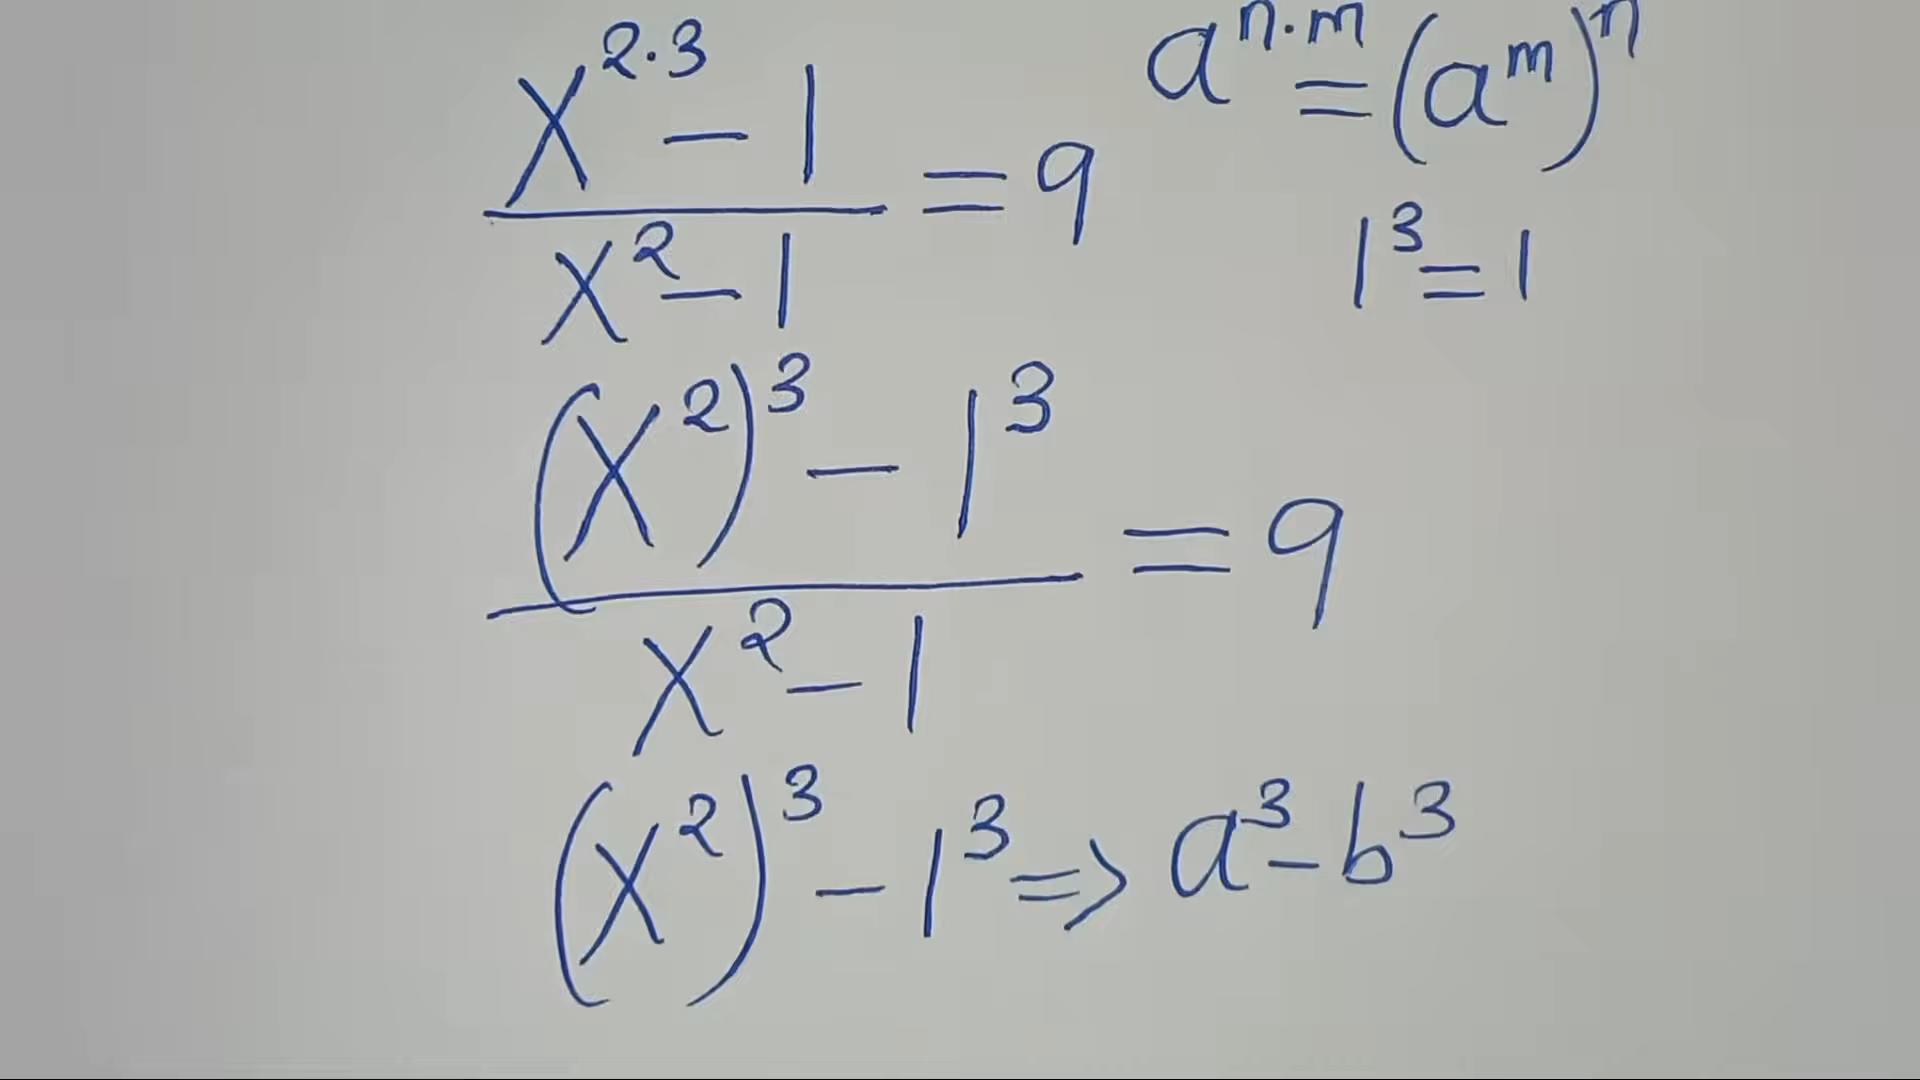 x^{2·3} - 1 / x^2 - 1 = 9
a^{n·m} = (a^m)^n
1^3 = 1
(x^2)^3 - 1^3 / x^2 - 1 = 9
(x^2)^3 - 1^3 => a^3 - b^3